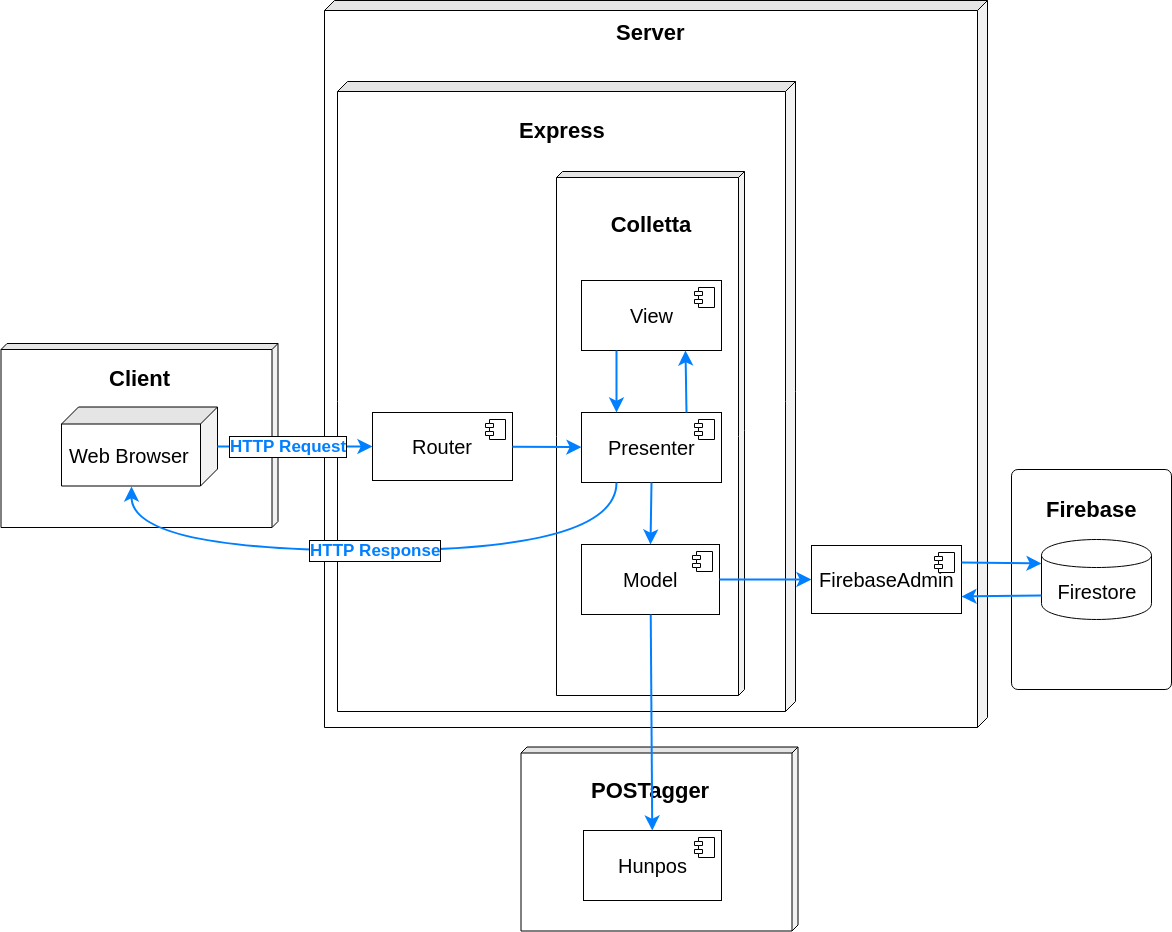 Server
Express
Colletta
View
Client
Web Browser
HTTP Request
Router
Presenter
HTTP Response
Model
FirebaseAdmin
Firebase
Firestore
POSTagger
Hunpos